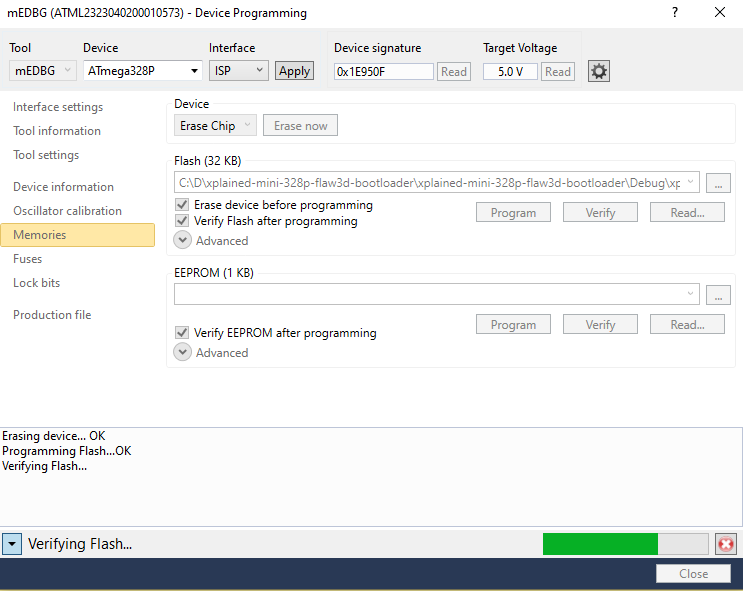 mEDBG (ATML2323040200010573) - Device Programming
Tool Device Interface Device signature Target Voltage
mEDBG ATmega328P ISP Apply 0x1E950F Read 5.0 V Read
Interface settings
Tool information
Tool settings
Device information
Oscillator calibration
Memories
Fuses
Lock bits
Production file
Device
Erase Chip Erase now
Flash (32 KB)
C:\D\xplained-mini-328p-flaw3d-bootloader\xplained-mini-328p-flaw3d-bootloader\Debug\xp
...
Erase device before programming
Verify Flash after programming
Program Verify Read...
Advanced
EEPROM (1 KB)
...
Program Verify Read...
Verify EEPROM after programming
Advanced
Erasing device... OK
Programming Flash...OK
Verifying Flash...
Verifying Flash...
Close